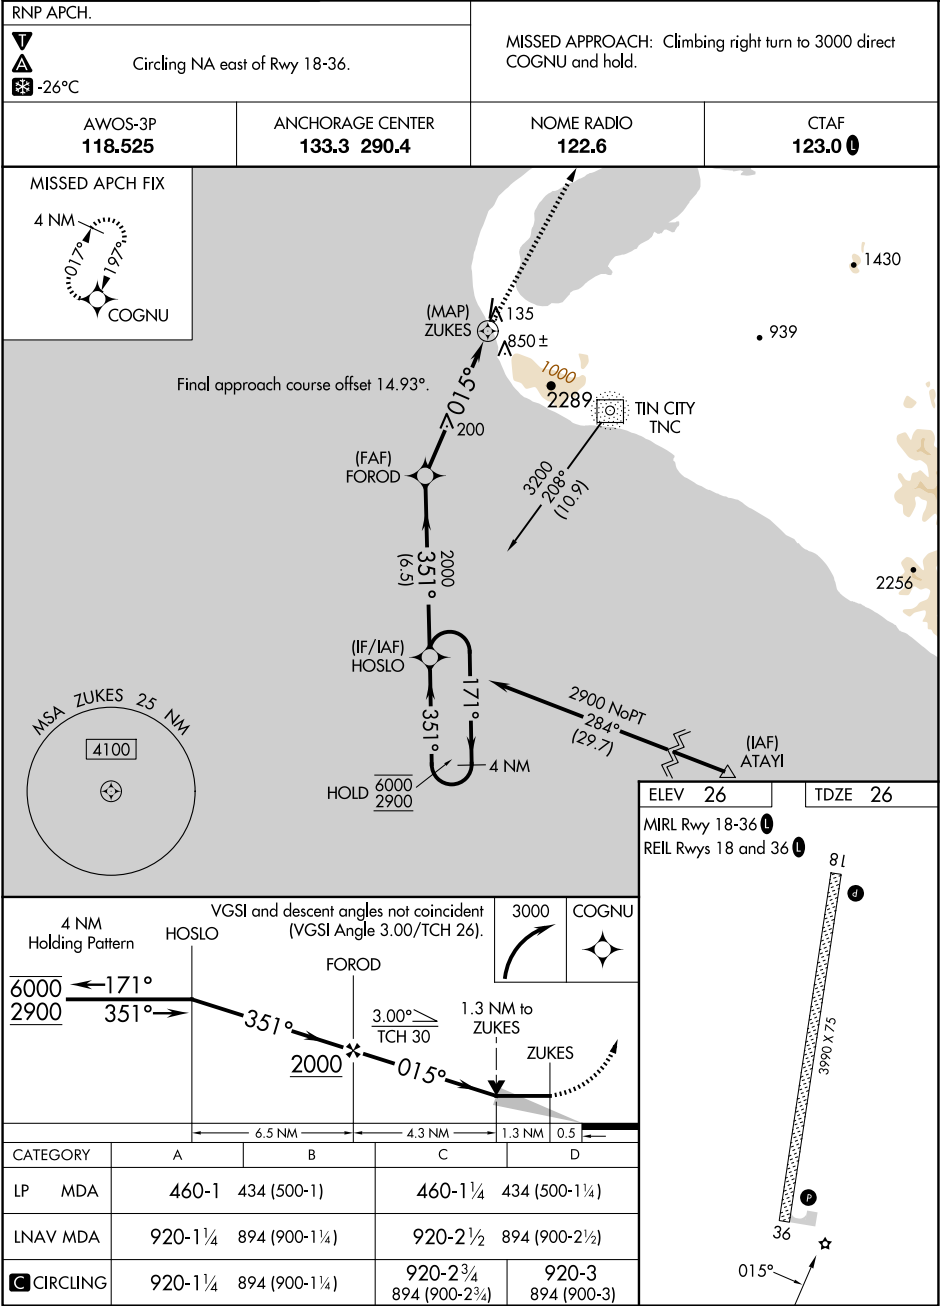 RNP APCH.
T
A
-26°C
Circling NA east of Rwy 18-36.
MISSED APPROACH: Climbing right turn to 3000 direct
COGNU and hold.
AWOS-3P
118.525
ANCHORAGE CENTER
133.3 290.4
NOME RADIO
122.6
CTAF
123.0 L
MISSED APCH FIX
4 NM
017°
197°
COGNU
(MAP)
ZUKES
135
850 ±
1430
939
1000
2289
TIN CITY
TNC
Final approach course offset 14.93°.
015°
200
(FAF)
FOROD
3200
208°
(10.9)
2000
351°
(6.5)
2256
(IF/IAF)
HOSLO
171°
351°
4 NM
HOLD 6000
2900
2900 NoPT
284°
(29.7)
(IAF)
ATAYI
MSA ZUKES 25 NM
4100
ELEV 26
TDZE 26
MIRL Rwy 18-36 L
REIL Rwys 18 and 36 L
18
P
3990 X 75
P
36
015°
VGSI and descent angles not coincident
(VGSI Angle 3.00/TCH 26).
3000
COGNU
4 NM
Holding Pattern
HOSLO
FOROD
6000
2900
171°
351°
351°
2000
3.00°
TCH 30
015°
1.3 NM to
ZUKES
ZUKES
6.5 NM
4.3 NM
1.3 NM
0.5
CATEGORY A B C D
LP MDA 460-1 434 (500-1) 460-1¼ 434 (500-1¼)
LNAV MDA 920-1¼ 894 (900-1¼) 920-2½ 894 (900-2½)
C CIRCLING 920-1¼ 894 (900-1¼) 920-2¾ 894 (900-2¾) 920-3 894 (900-3)